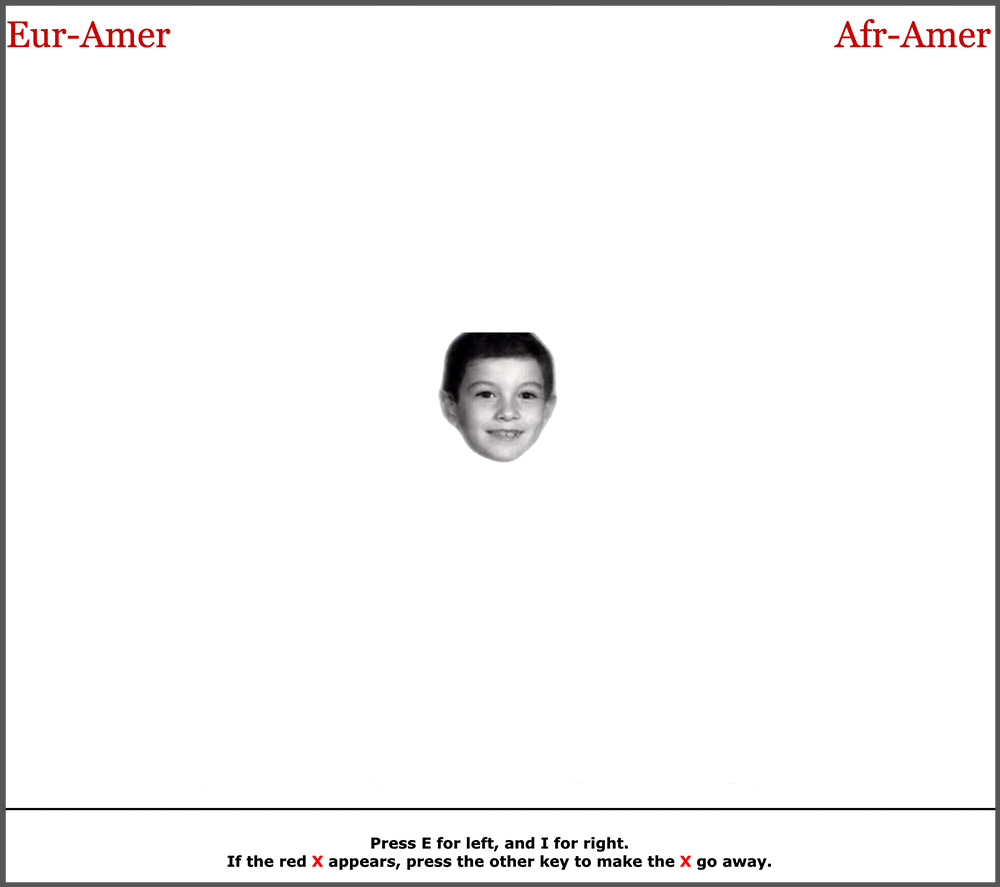 Eur-Amer
Afr-Amer
Press E for left, and I for right.
If the red X appears, press the other key to make the X go away.